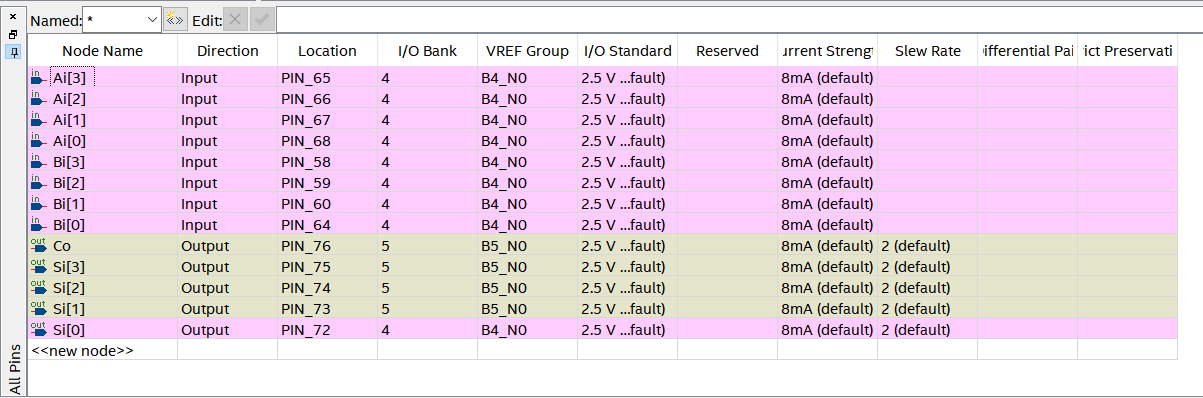 Named: * Edit:
Node Name Direction Location I/O Bank VREF Group I/O Standard Reserved urrent Strengt Slew Rate ifferential Pai ict Preservati
in Ai[3] Input PIN_65 4 B4_N0 2.5 V ...fault) 8mA (default)
in Ai[2] Input PIN_66 4 B4_N0 2.5 V ...fault) 8mA (default)
in Ai[1] Input PIN_67 4 B4_N0 2.5 V ...fault) 8mA (default)
in Ai[0] Input PIN_68 4 B4_N0 2.5 V ...fault) 8mA (default)
in Bi[3] Input PIN_58 4 B4_N0 2.5 V ...fault) 8mA (default)
in Bi[2] Input PIN_59 4 B4_N0 2.5 V ...fault) 8mA (default)
in Bi[1] Input PIN_60 4 B4_N0 2.5 V ...fault) 8mA (default)
in Bi[0] Input PIN_64 4 B4_N0 2.5 V ...fault) 8mA (default)
out Co Output PIN_76 5 B5_N0 2.5 V ...fault) 8mA (default) 2 (default)
out Si[3] Output PIN_75 5 B5_N0 2.5 V ...fault) 8mA (default) 2 (default)
out Si[2] Output PIN_74 5 B5_N0 2.5 V ...fault) 8mA (default) 2 (default)
out Si[1] Output PIN_73 5 B5_N0 2.5 V ...fault) 8mA (default) 2 (default)
out Si[0] Output PIN_72 4 B4_N0 2.5 V ...fault) 8mA (default) 2 (default)
<<new node>>
All Pins